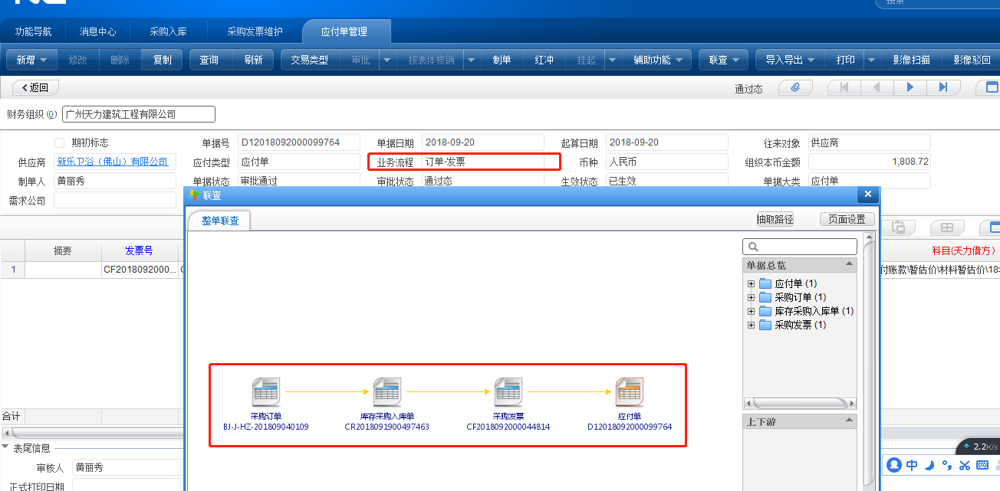 搜索
功能导航 消息中心 采购入库 采购发票维护 应付单管理
新增 修改 删除 复制 查询 刷新 交易类型 审批 按表体核销 制单 红冲 挂起 辅助功能 联查 导入导出 打印 影像扫描 影像驳回
返回 通过态
财务组织(O) 广州天力建筑工程有限公司
期初标志 单据号 D12018092000099764 单据日期 2018-09-20 起算日期 2018-09-20 往来对象 供应商
供应商 新乐卫浴（佛山）有限公司 应付类型 应付单 业务流程 订单-发票 币种 人民币 组织本币金额 1,808.72
制单人 黄丽秀 单据状态 审批通过 审批状态 通过态 生效状态 已生效 单据大类 应付单
需求公司
联查
整单联查 抽取路径 页面设置
摘要 发票号 科目(天力借方)
1 CF2018092000... 付账款\暂估价\材料暂估价\18
单据总览
应付单 (1)
采购订单 (1)
库存采购入库单 (1)
采购发票 (1)
采购订单 库存采购入库单 采购发票 应付单
BJ-J-HZ-201809040109 CR2018091900497463 CF2018092000044814 D12018092000099764
合计
上下游
表尾信息
2.2K/s
审核人 黄丽秀
中
正式打印日期